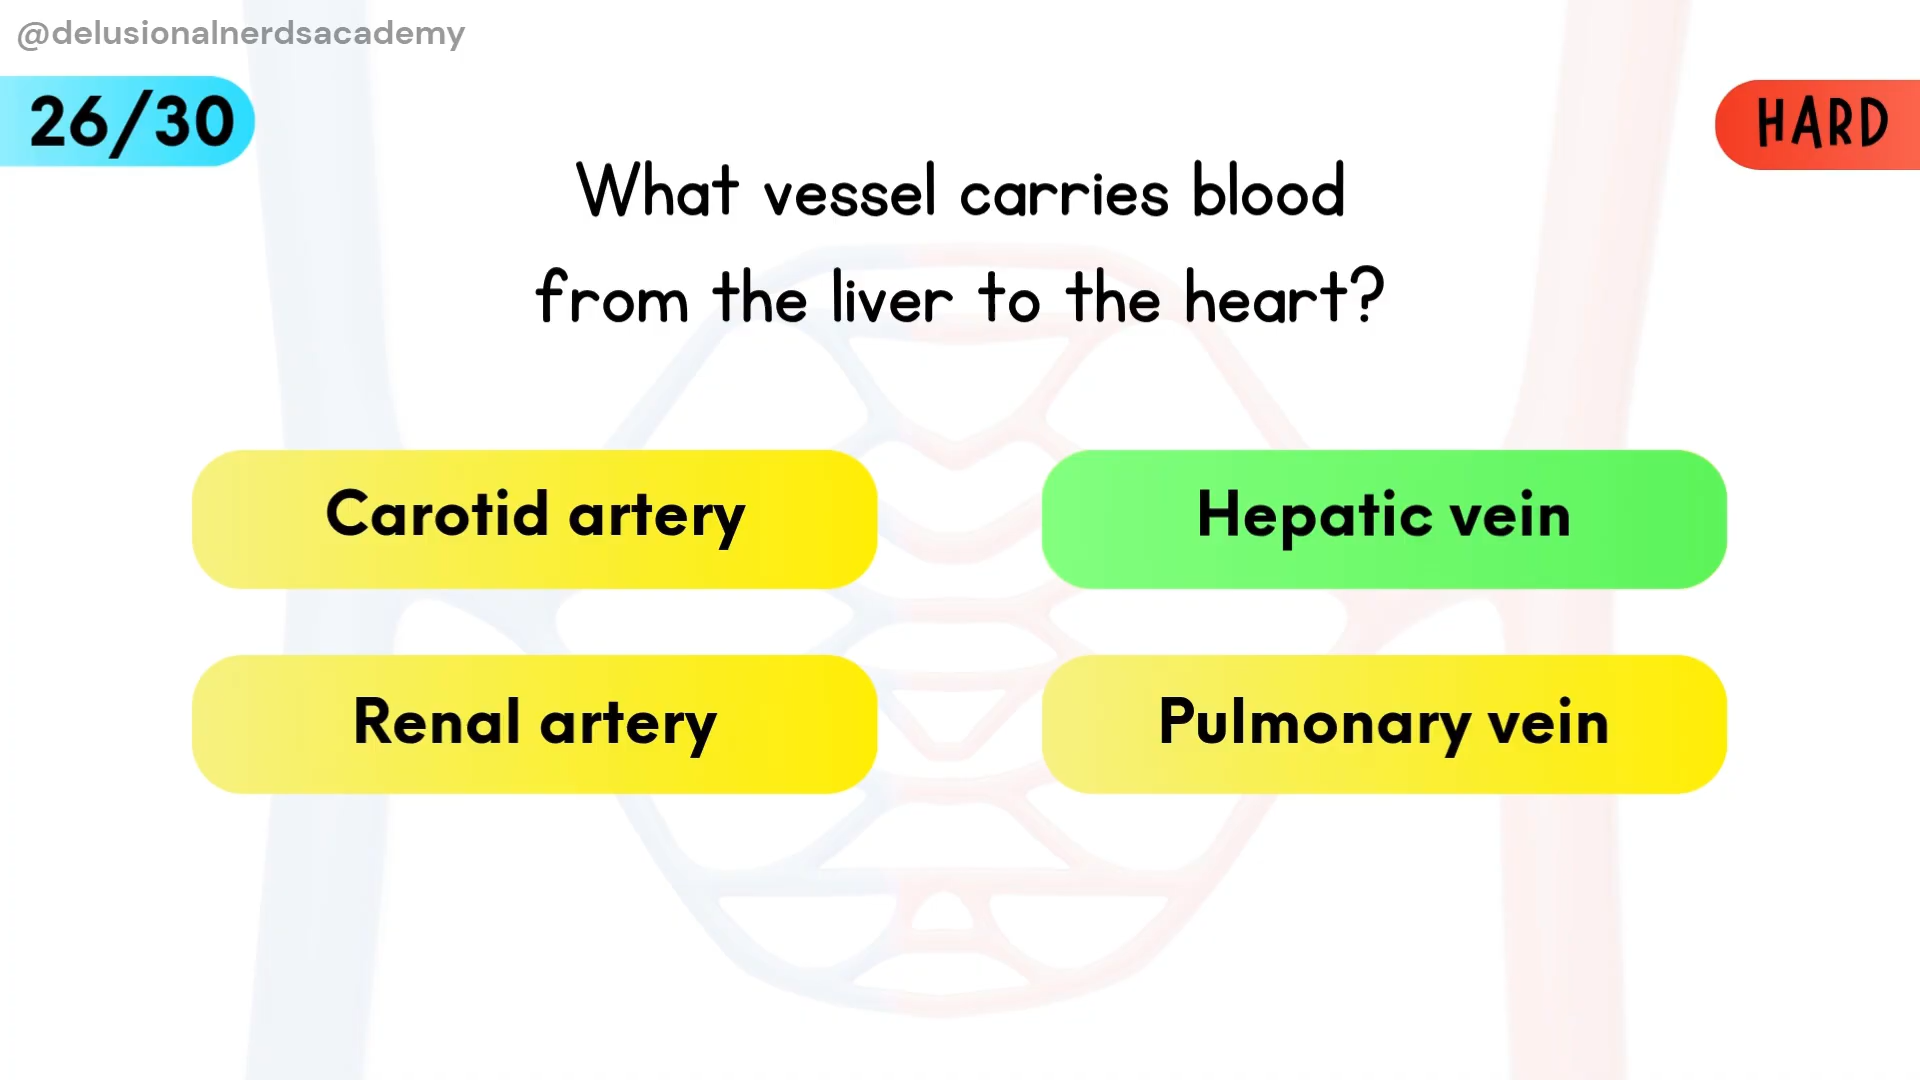 @delusionalnerdsacademy
26/30
HARD
What vessel carries blood
from the liver to the heart?
Carotid artery
Hepatic vein
Renal artery
Pulmonary vein